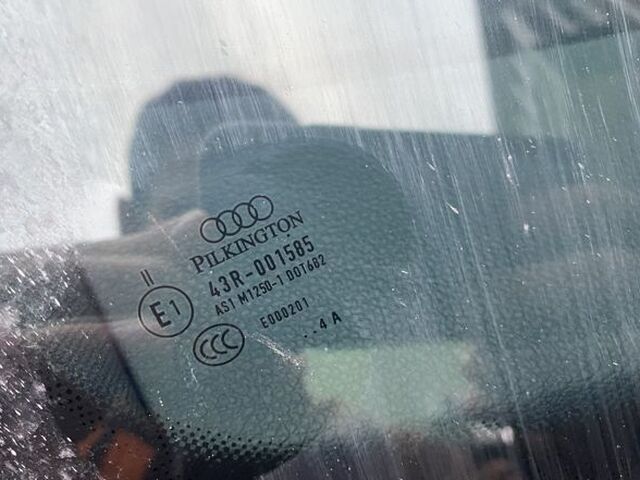 PILKINGTON
II
43R-001585
E1
AS1 M1250-1 DOT682
CCC
E000201
..4 A